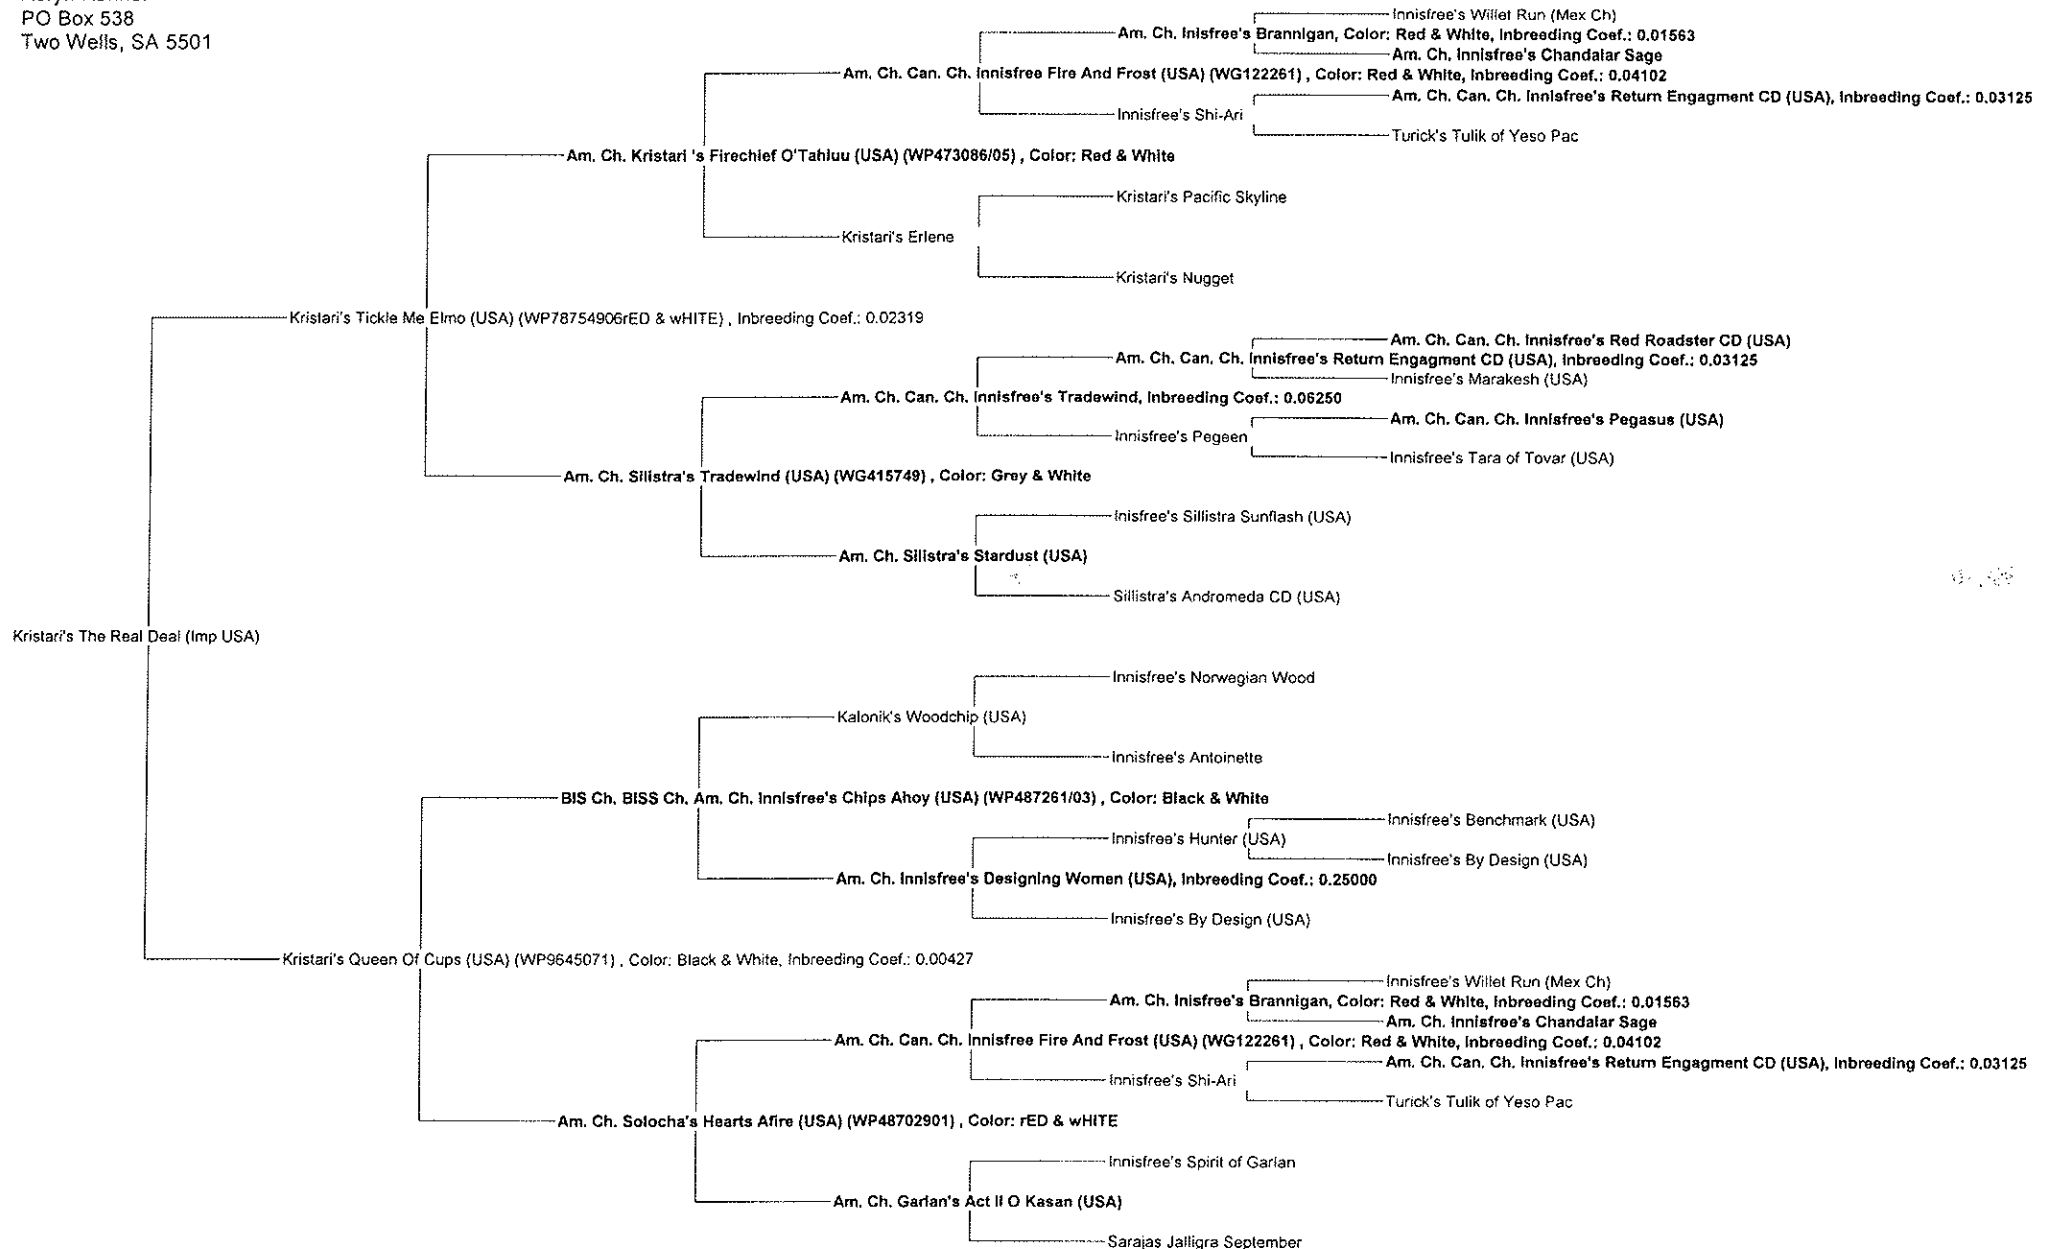 PO Box 538
Two Wells, SA 5501
Innisfree's Willet Run (Mex Ch)
Am. Ch. Inisfree's Brannigan, Color: Red & White, Inbreeding Coef.: 0.01563
Am. Ch. Innisfree's Chandalar Sage
Am. Ch. Can. Ch. Innisfree Fire And Frost (USA) (WG122261) , Color: Red & White, Inbreeding Coef.: 0.04102
Am. Ch. Can. Ch. Innisfree's Return Engagment CD (USA), Inbreeding Coef.: 0.03125
Innisfree's Shi-Ari
Turick's Tulik of Yeso Pac
Am. Ch. Kristari 's Firechief O'Tahluu (USA) (WP473086/05) , Color: Red & White
Kristari's Pacific Skyline
Kristari's Erlene
Kristari's Nugget
Kristari's Tickle Me Elmo (USA) (WP78754906rED & wHITE) , Inbreeding Coef.: 0.02319
Am. Ch. Can. Ch. Innisfree's Red Roadster CD (USA)
Am. Ch. Can. Ch. Innisfree's Return Engagment CD (USA), Inbreeding Coef.: 0.03125
Innisfree's Marakesh (USA)
Am. Ch. Can. Ch. Innisfree's Tradewind, Inbreeding Coef.: 0.06250
Am. Ch. Can. Ch. Innisfree's Pegasus (USA)
Innisfree's Pegeen
Innisfree's Tara of Tovar (USA)
Am. Ch. Silistra's Tradewind (USA) (WG415749) , Color: Grey & White
Inisfree's Sillistra Sunflash (USA)
Am. Ch. Silistra's Stardust (USA)
Sillistra's Andromeda CD (USA)
Kristari's The Real Deal (Imp USA)
Innisfree's Norwegian Wood
Kalonik's Woodchip (USA)
Innisfree's Antoinette
BIS Ch. BISS Ch. Am. Ch. Innisfree's Chips Ahoy (USA) (WP487261/03) , Color: Black & White
Innisfree's Benchmark (USA)
Innisfree's Hunter (USA)
Innisfree's By Design (USA)
Am. Ch. Innisfree's Designing Women (USA), Inbreeding Coef.: 0.25000
Innisfree's By Design (USA)
Kristari's Queen Of Cups (USA) (WP9645071) , Color: Black & White, Inbreeding Coef.: 0.00427
Innisfree's Willet Run (Mex Ch)
Am. Ch. Inisfree's Brannigan, Color: Red & White, Inbreeding Coef.: 0.01563
Am. Ch. Innisfree's Chandalar Sage
Am. Ch. Can. Ch. Innisfree Fire And Frost (USA) (WG122261) , Color: Red & White, Inbreeding Coef.: 0.04102
Am. Ch. Can. Ch. Innisfree's Return Engagment CD (USA), Inbreeding Coef.: 0.03125
Innisfree's Shi-Ari
Turick's Tulik of Yeso Pac
Am. Ch. Solocha's Hearts Afire (USA) (WP48702901) , Color: rED & wHITE
Innisfree's Spirit of Garlan
Am. Ch. Garlan's Act II O Kasan (USA)
Sarajas Jalligra September